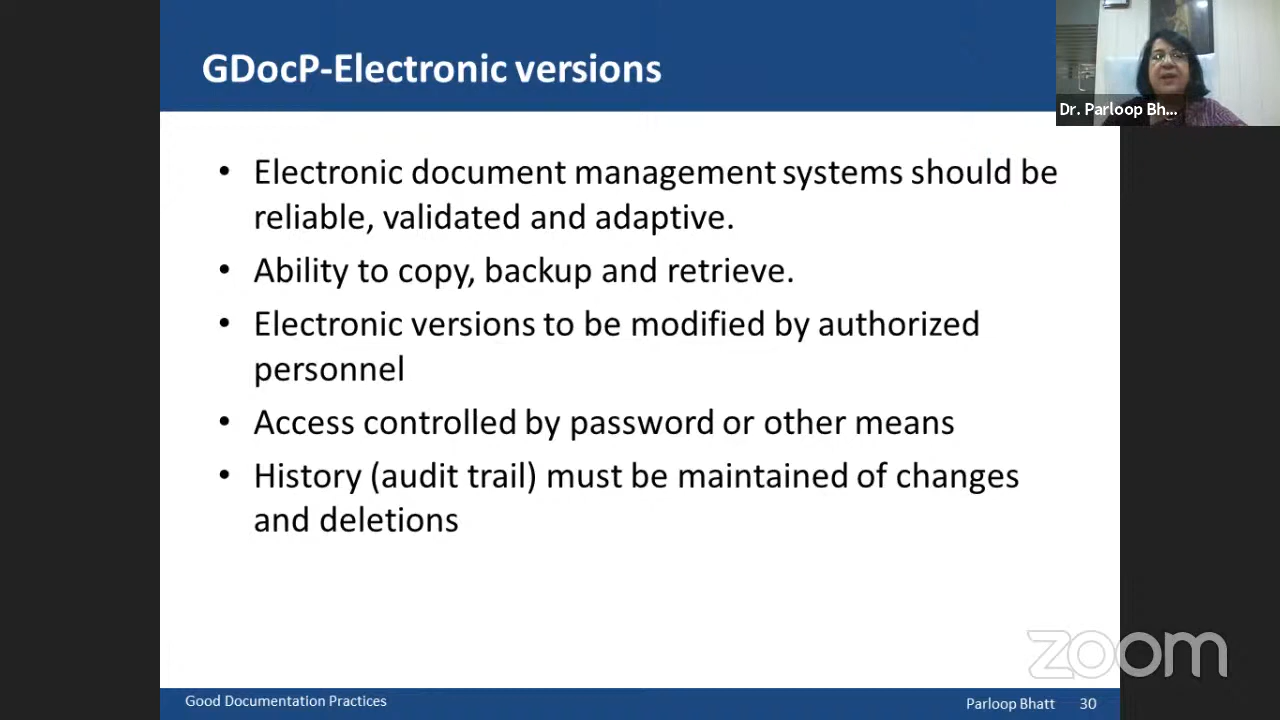 GDocP-Electronic versions
Dr. Parloop Bh...
• Electronic document management systems should be
reliable, validated and adaptive.
• Ability to copy, backup and retrieve.
• Electronic versions to be modified by authorized
personnel
• Access controlled by password or other means
• History (audit trail) must be maintained of changes
and deletions
zoom
Good Documentation Practices
Parloop Bhatt 30